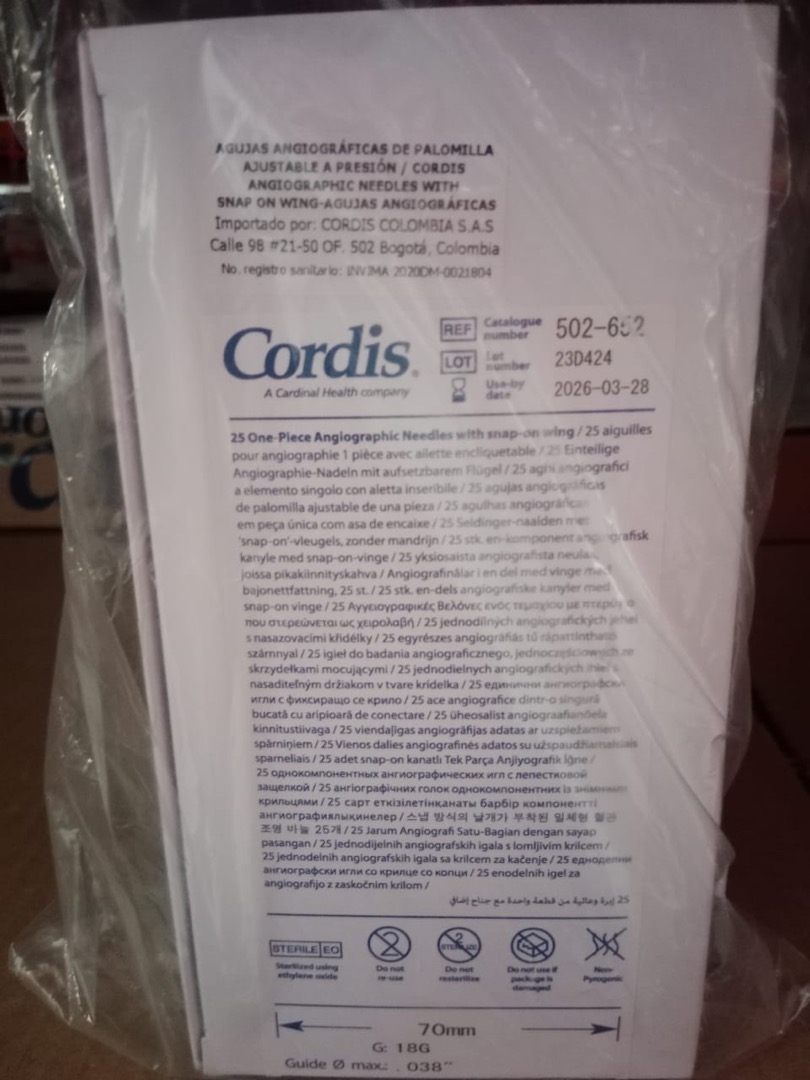 AGUJAS ANGIOGRÁFICAS DE PALOMILLA
AJUSTABLE A PRESIÓN / CORDIS
ANGIOGRAPHIC NEEDLES WITH
SNAP ON WING-AGUJAS ANGIOGRÁFICAS
Importado por: CORDIS COLOMBIA S.A.S
Calle 98 #21-50 OF. 502 Bogotá, Colombia
No. registro sanitario: INVIMA 2020DM-0021804
Cordis
A Cardinal Health company
REF Catalogue number
LOT Lot number 23D424
Use-by date 2026-03-28
25 One-Piece Angiographic Needles with snap-on wing / 25 aiguilles
pour angiographie 1 pièce avec ailette encliquetable / 25 Einteilige
Angiographie-Nadeln mit aufsetzbarem Flügel / 25 aghi angiografici
a elemento singolo con aletta inseribile / 25 agujas angiográficas
de palomilla ajustable de una pieza / 25 agulhas angiográficas
em peça única com asa de encaixe / 25 Seldinger-naalden met
'snap-on'-vleugels, zonder mandrijn / 25 stk. en-komponent angiografisk
kanyle med snap-on-vinge / 25 yksiosaista angiografista neulaa,
joissa pikakiinnityskahva / Angiografinålar i en del med vinge med
bajonettfattning, 25 st. / 25 stk. en-dels angiografiske kanyler med
snap-on vinge / 25 Αγγειογραφικές Βελόνες ενός τεμαχίου με πτερύγιο
που στερεώνεται ως χειρολαβή / 25 jednodílných angiografických jehel
s nasazovacími křidélky / 25 egyrészes angiográfiás tű rápattintható
szárnnyal / 25 igieł do badania angiograficznego, jednoczęściowych ze
skrzydełkami mocującymi / 25 jednodielnych angiografických ihiel s
nasaditeľným držiakom v tvare krídelka / 25 единични ангиографски
игли с фиксиращо се крило / 25 ace angiografice dintr-o singură
bucată cu aripioară de conectare / 25 üheosalist angiograafianõela
kinnitustiivaga / 25 viendaļīgas angiogrāfijas adatas ar uzspiežamiem
spārniņiem / 25 Vienos dalies angiografinės adatos su užspaudžiamaisiais
sparneliais / 25 adet snap-on kanatlı Tek Parça Anjiyografik İğne /
25 однокомпонентных ангиографических игл с лепестковой
защелкой / 25 ангіографічних голок однокомпонентних із знімними
крильцями / 25 сарт еткізілетінқанаты барбір компонентті
ангиографиялықинелер / 스냅 방식의 날개가 부착된 일체형 혈관
조영 바늘 25개 / 25 Jarum Angiografi Satu-Bagian dengan sayap
pasangan / 25 jednodijelnih angiografskih igala s lomljivim krilcem /
25 jednodelnih angiografskih igala sa krilcem za kačenje / 25 едноделни
ангиографски игли со крилце со копци / 25 enodelnih igel za
angiografijo z zaskočnim krilom /
25 إبرة وعائية من قطعة واحدة مع جناح إضافي
STERILE EO
Sterilized using ethylene oxide
2
Do not re-use
2 STERILIZE
Do not resterilize
Do not use if package is damaged
Non-Pyrogenic
70mm
G: 18G
Guide Ø max.: .038"